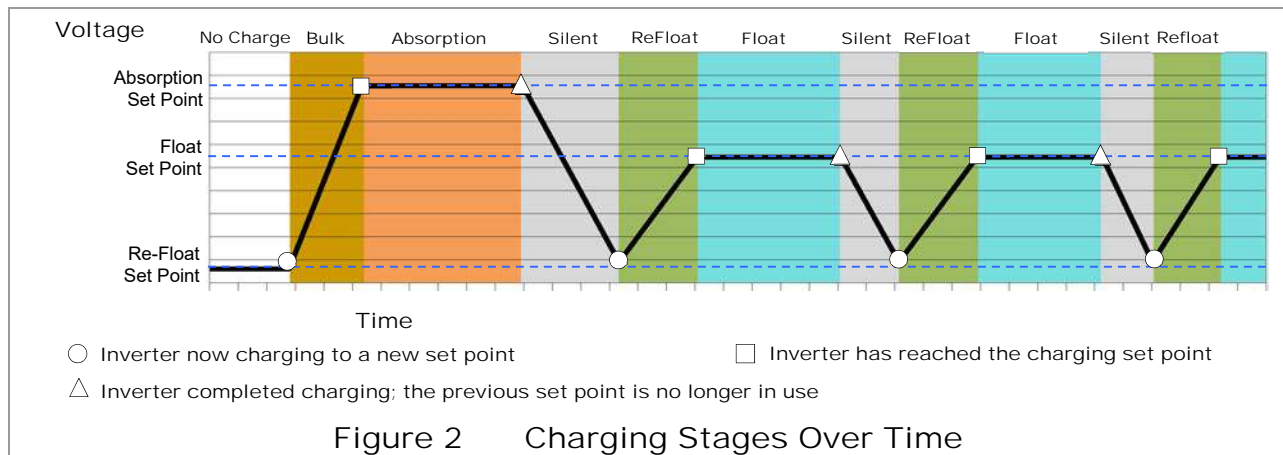 Voltage
No Charge Bulk Absorption Silent ReFloat Float Silent ReFloat Float Silent Refloat
Absorption
Set Point
Float
Set Point
Re-Float
Set Point
Time
Inverter now charging to a new set point
Inverter has reached the charging set point
Inverter completed charging; the previous set point is no longer in use
Figure 2 Charging Stages Over Time